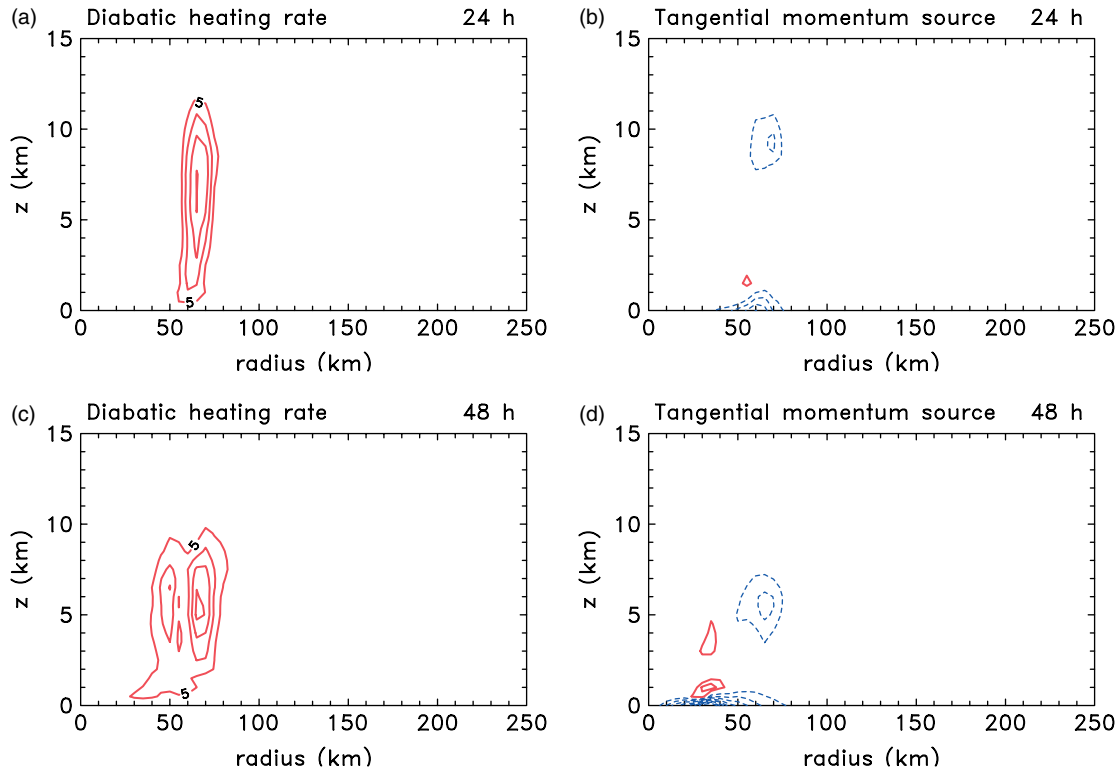 (a) Diabatic heating rate 24 h
15
10
5
0
z (km)
5
5
0 50 100 150 200 250
radius (km)
(b) Tangential momentum source 24 h
15
10
5
0
z (km)
0 50 100 150 200 250
radius (km)
(c) Diabatic heating rate 48 h
15
10
5
0
z (km)
5
5
0 50 100 150 200 250
radius (km)
(d) Tangential momentum source 48 h
15
10
5
0
z (km)
0 50 100 150 200 250
radius (km)